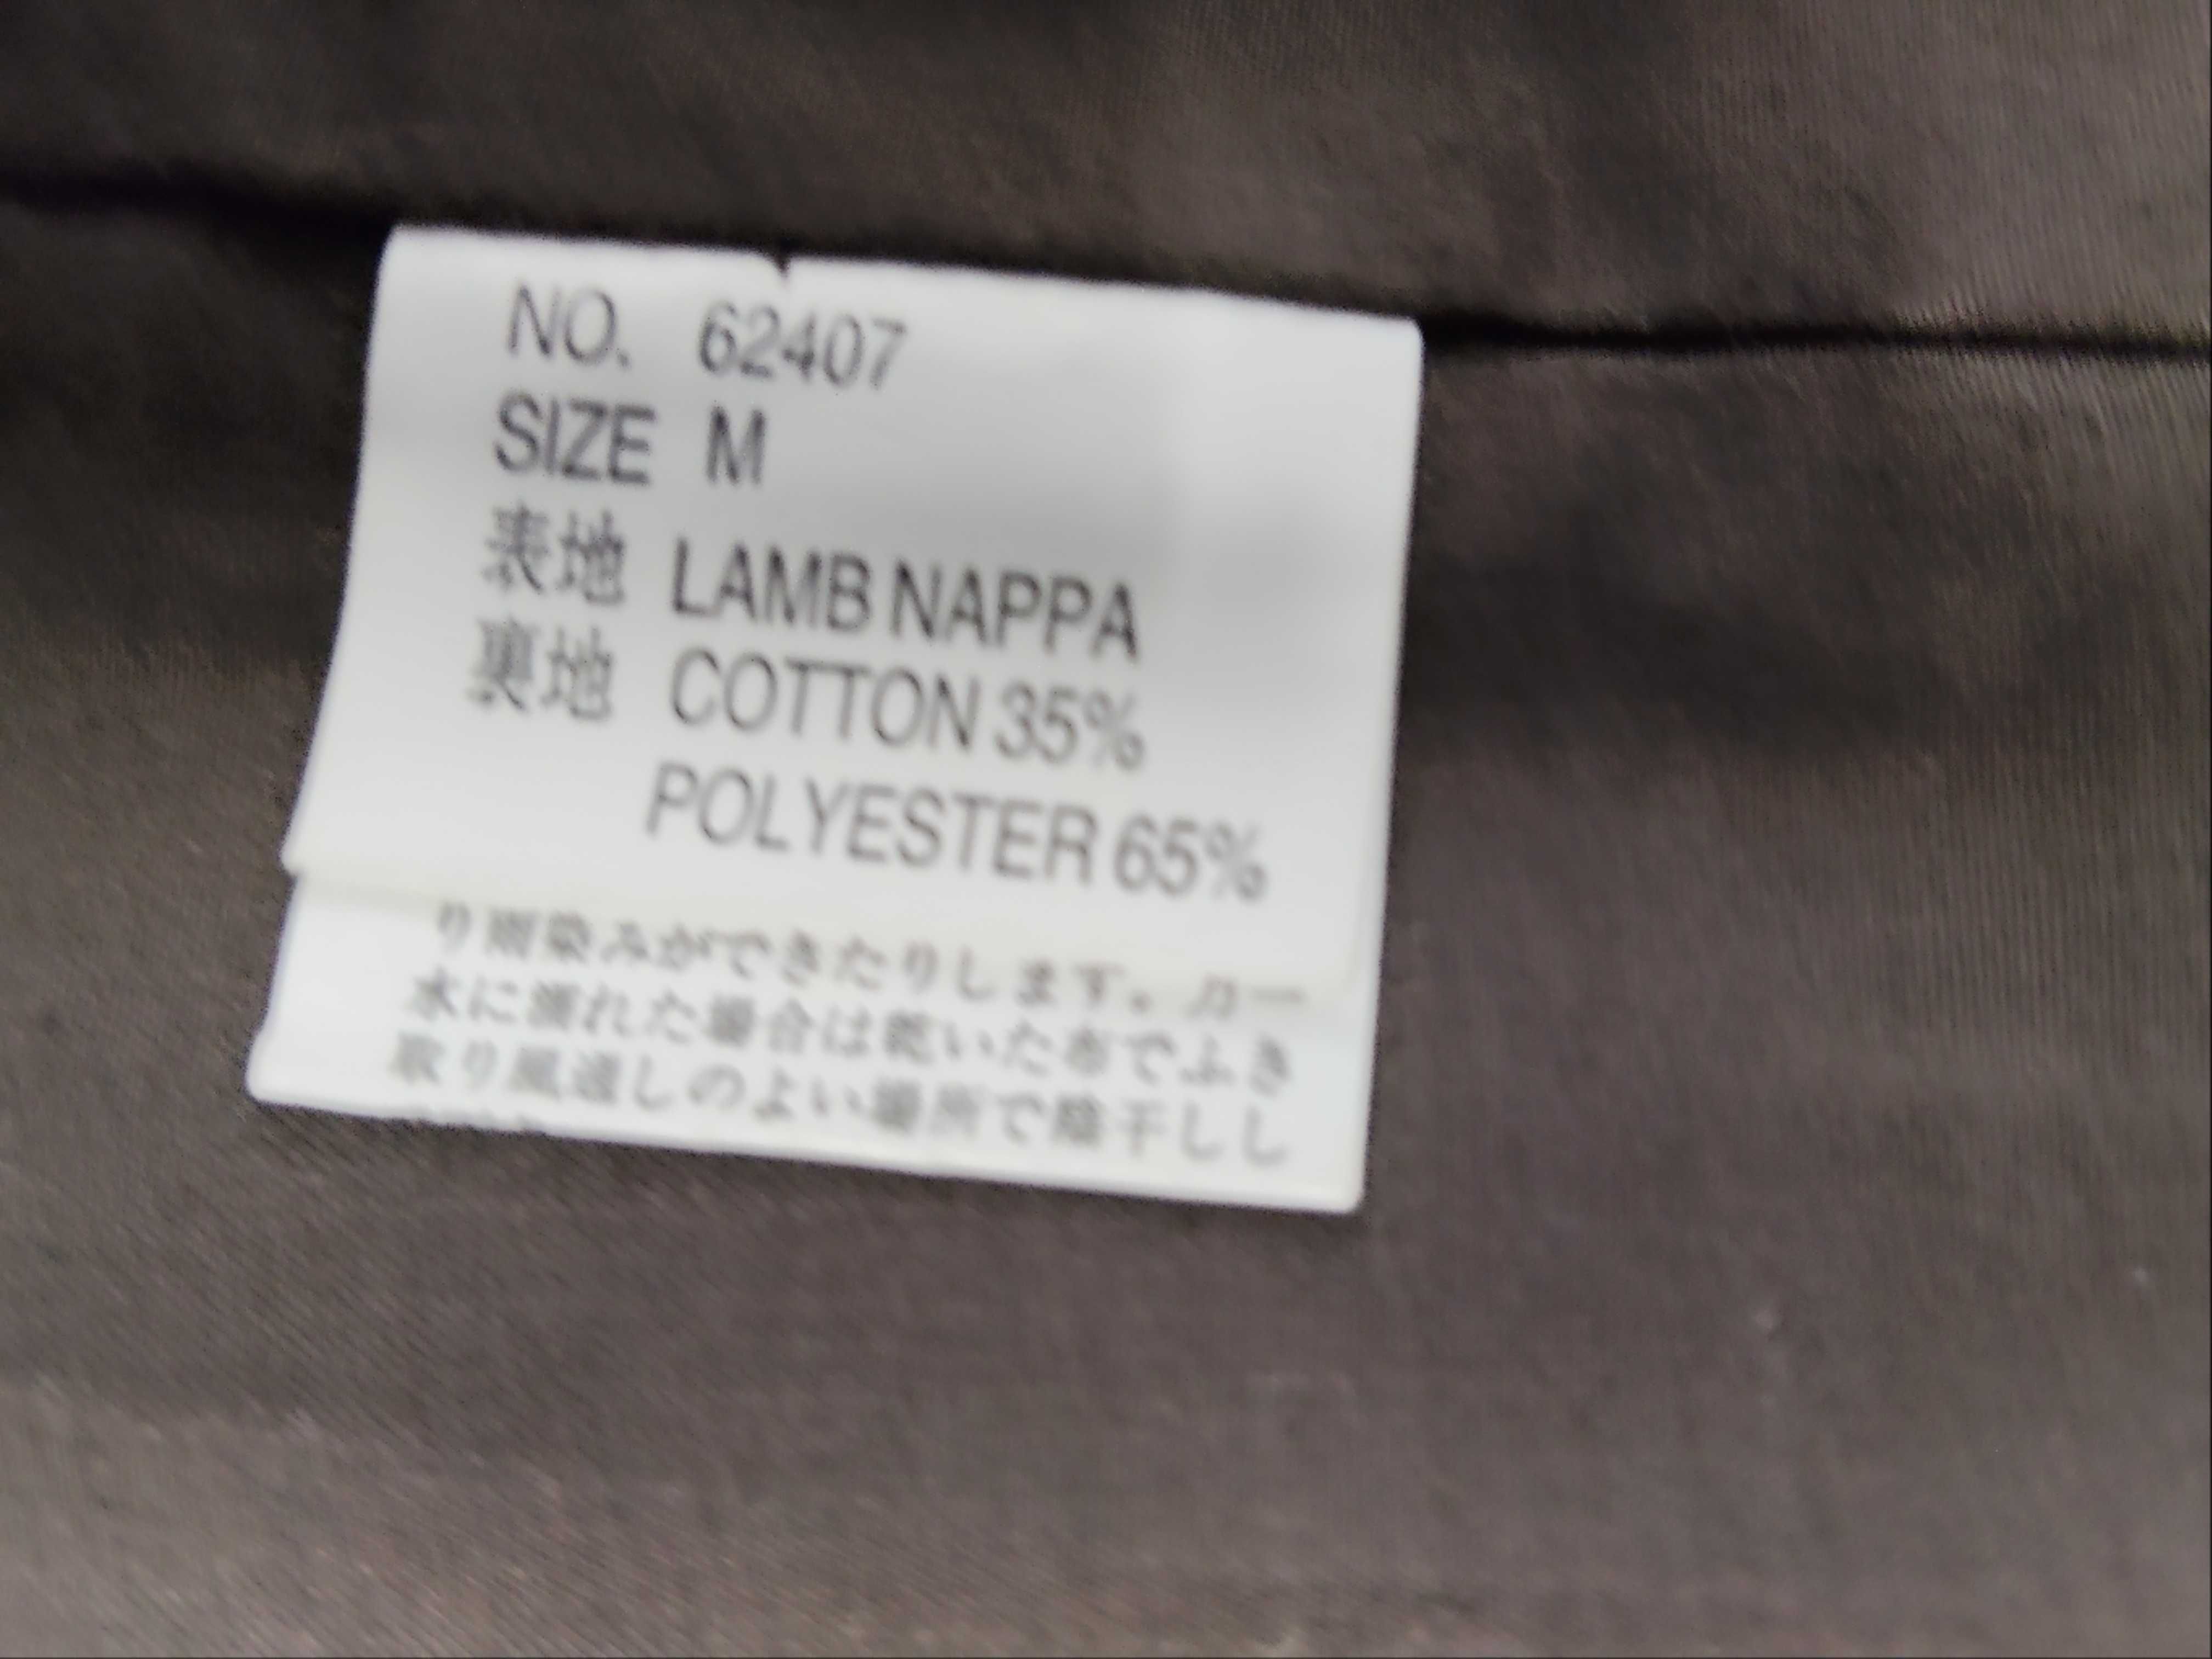 NO. 62407
SIZE M
表地 LAMB NAPPA
裏地 COTTON 35%
POLYESTER 65%
り雨染みができたりします。万一
水に濡れた場合は乾いた布でふき
取り風通しのよい場所で陰干しし